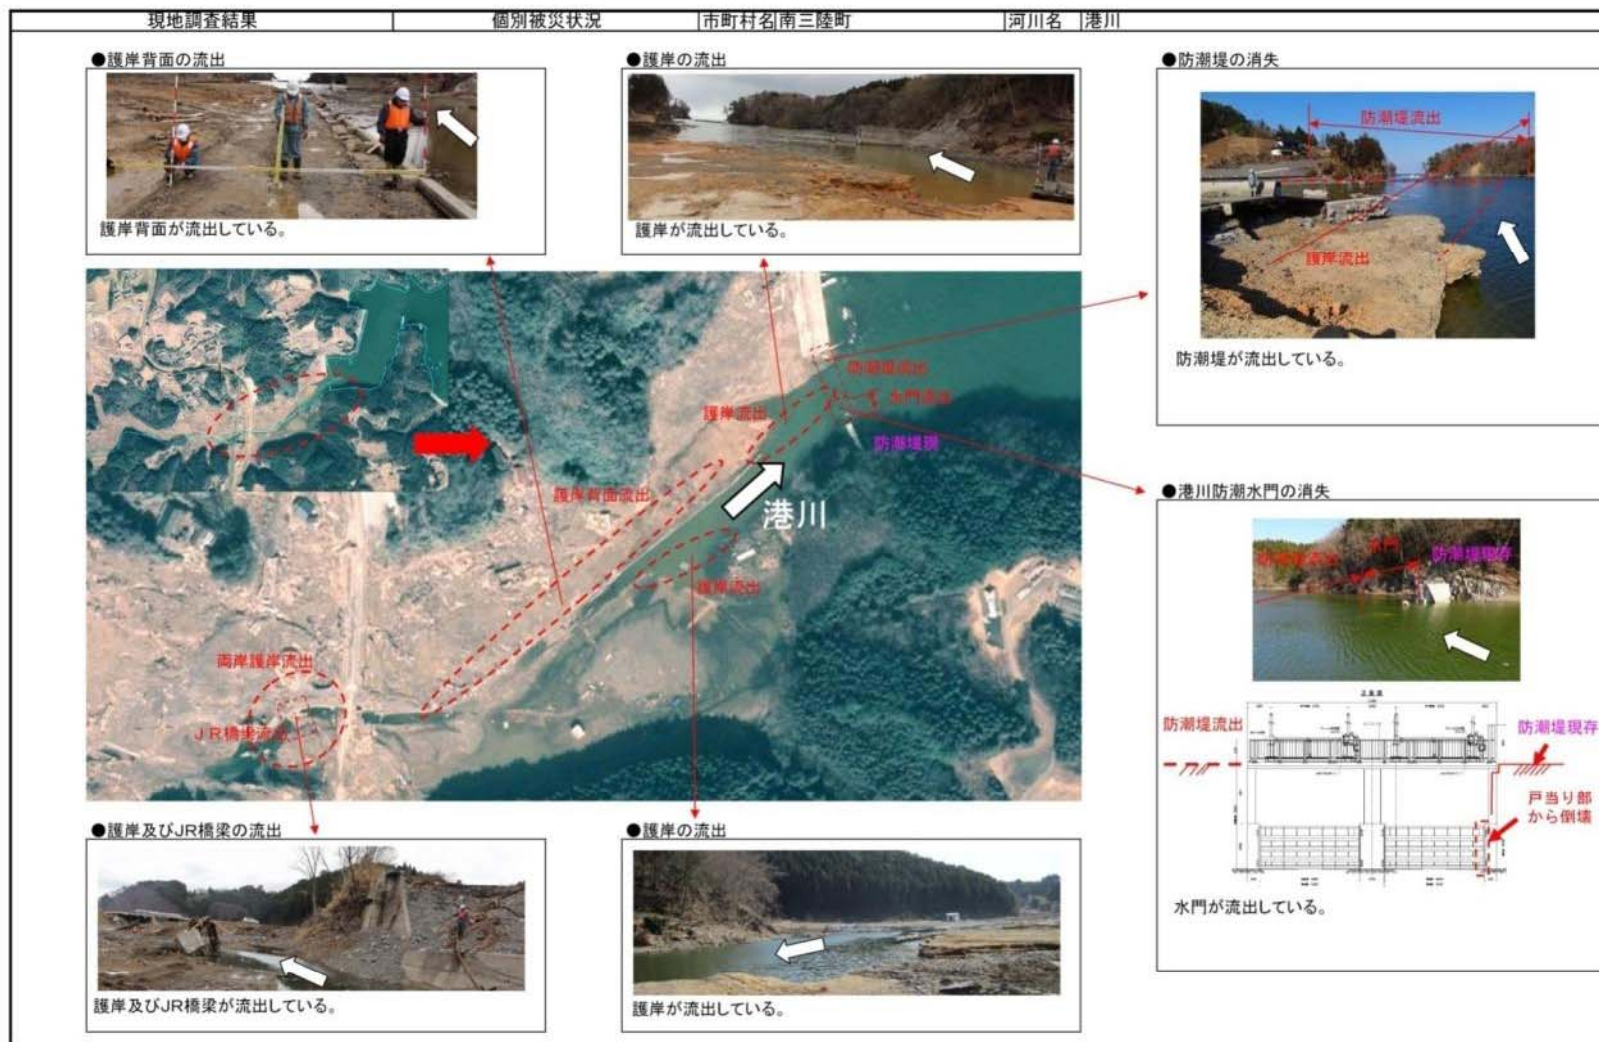 現地調査結果
個別被災状況
市町村名
南三陸町
河川名
港川
●護岸背面の流出
護岸背面が流出している。
●護岸の流出
護岸が流出している。
●防潮堤の消失
防潮堤流出
護岸流出
防潮堤が流出している。
防潮堤流出
水門流出
護岸流出
防潮堤現
護岸背面流出
港川
護岸流出
両岸護岸流出
JR橋梁流出
●港川防潮水門の消失
水門
防潮堤現存
正面図
防潮堤流出
防潮堤現存
戸当り部
から倒壊
水門が流出している。
●護岸及びJR橋梁の流出
護岸及びJR橋梁が流出している。
●護岸の流出
護岸が流出している。